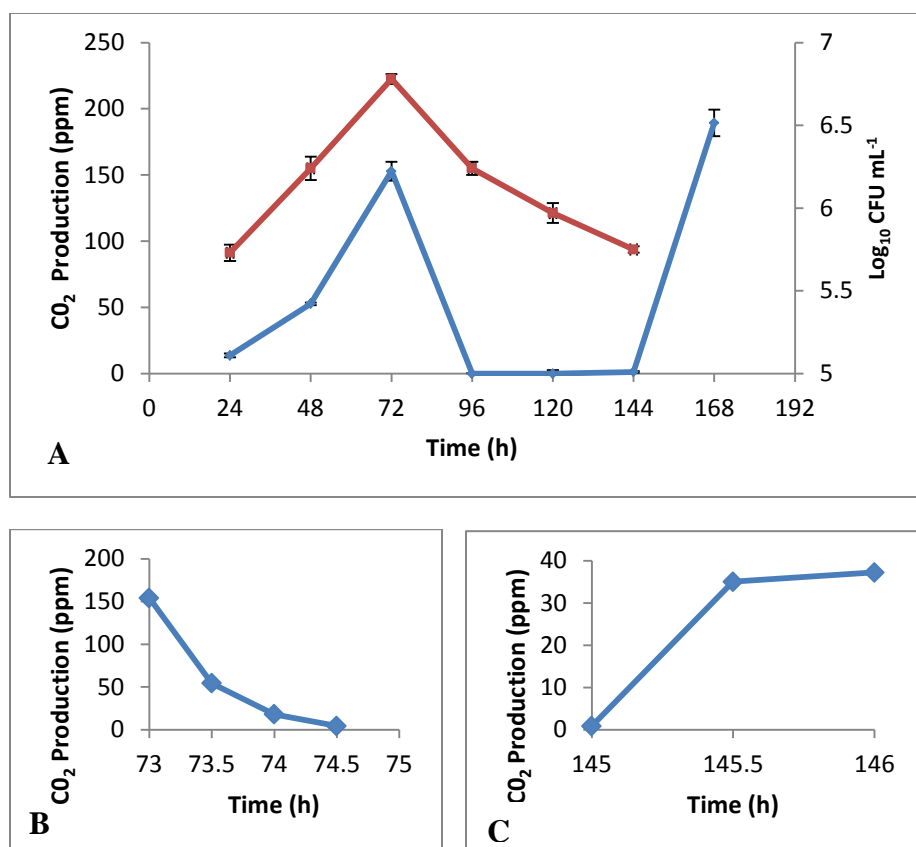 250
200
150
100
50
0
CO₂ Production (ppm)
7
6.5
6
5.5
5
Log₁₀ CFU mL⁻¹
0 24 48 72 96 120 144 168 192
Time (h)
A
200
150
100
50
0
C0₂ Production (ppm)
73 73.5 74 74.5 75
Time (h)
B
40
30
20
10
0
C0₂ Production (ppm)
145 145.5 146
Time (h)
C